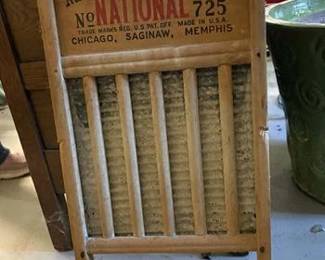 No NATIONAL 725
TRADE MARKS REG. U.S. PAT. OFF. MADE IN U.S.A.
CHICAGO, SAGINAW, MEMPHIS